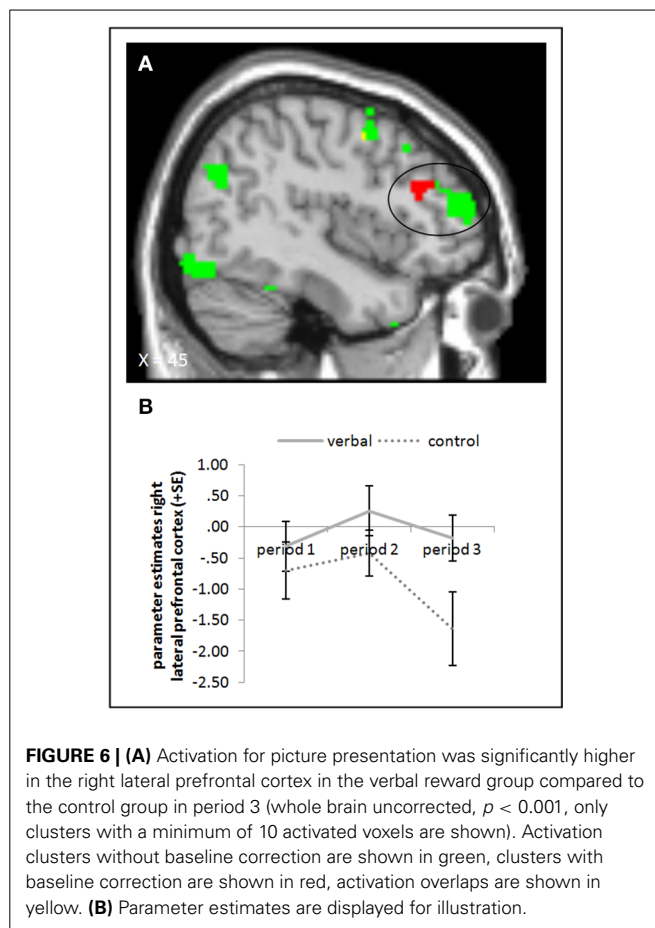 A
X = 45
B
verbal control
parameter estimates right
lateral prefrontal cortex (+SE)
1.00
.50
.00
-.50
-1.00
-1.50
-2.00
-2.50
period 1 period 2 period 3
FIGURE 6 | (A) Activation for picture presentation was significantly higher
in the right lateral prefrontal cortex in the verbal reward group compared to
the control group in period 3 (whole brain uncorrected, p < 0.001, only
clusters with a minimum of 10 activated voxels are shown). Activation
clusters without baseline correction are shown in green, clusters with
baseline correction are shown in red, activation overlaps are shown in
yellow. (B) Parameter estimates are displayed for illustration.